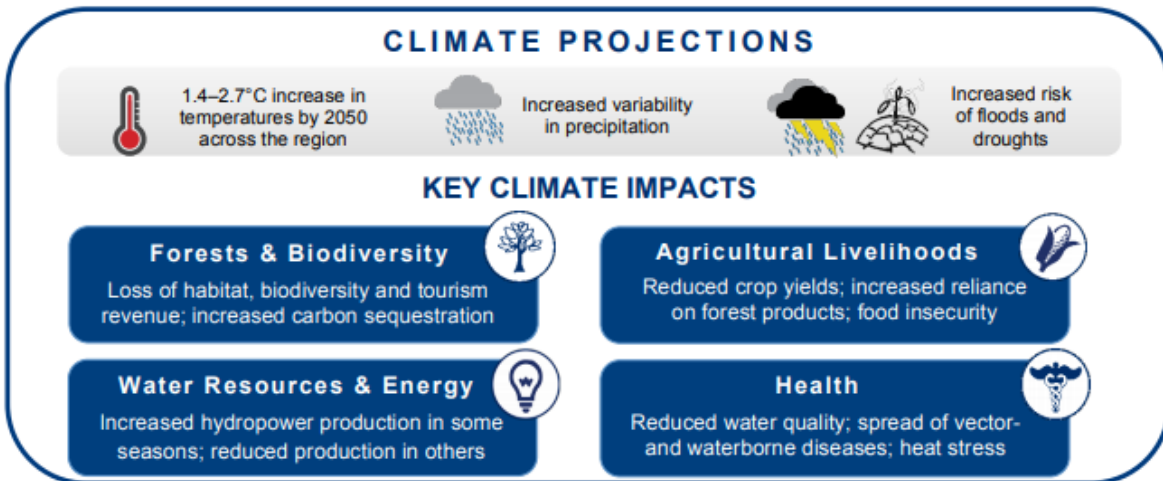 CLIMATE PROJECTIONS
1.4–2.7°C increase in
temperatures by 2050
across the region
Increased variability
in precipitation
Increased risk
of floods and
droughts
KEY CLIMATE IMPACTS
Forests & Biodiversity
Loss of habitat, biodiversity and tourism
revenue; increased carbon sequestration
Agricultural Livelihoods
Reduced crop yields; increased reliance
on forest products; food insecurity
Water Resources & Energy
Increased hydropower production in some
seasons; reduced production in others
Health
Reduced water quality; spread of vector-
and waterborne diseases; heat stress